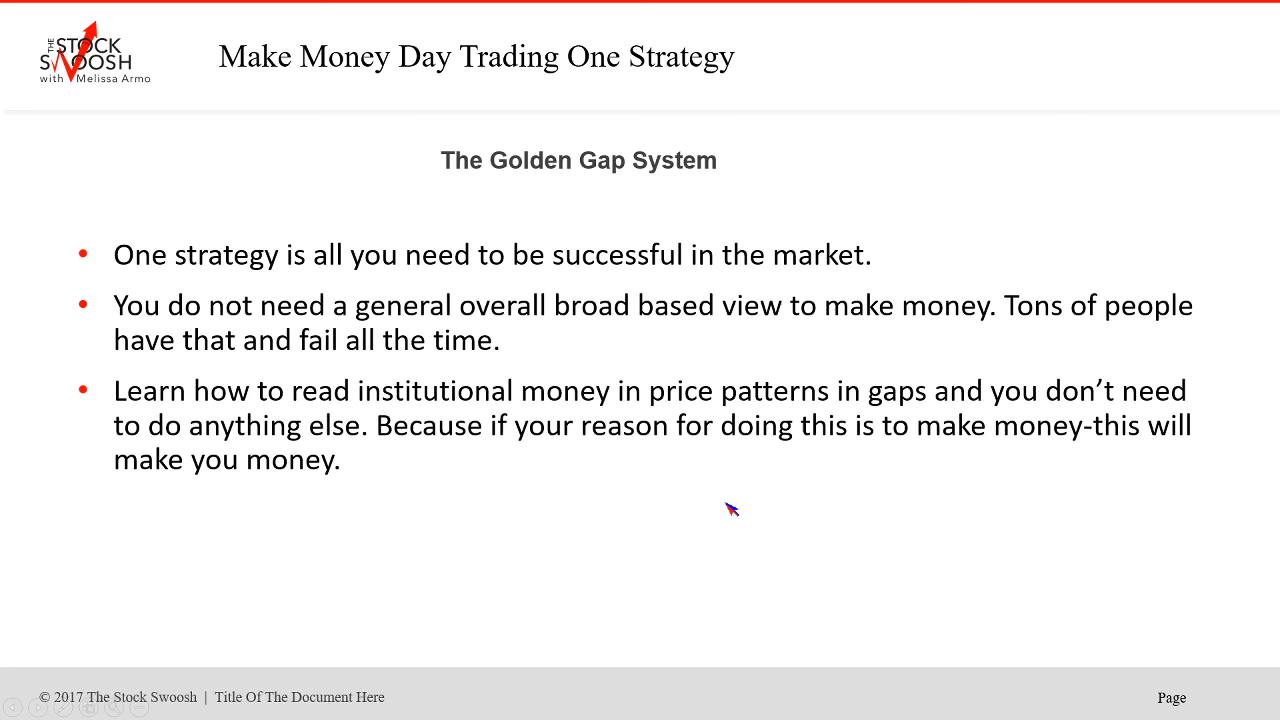 THE
STOCK
SWOOSH
with Melissa Armo
Make Money Day Trading One Strategy
The Golden Gap System
• One strategy is all you need to be successful in the market.
• You do not need a general overall broad based view to make money. Tons of people
have that and fail all the time.
• Learn how to read institutional money in price patterns in gaps and you don’t need
to do anything else. Because if your reason for doing this is to make money-this will
make you money.
© 2017 The Stock Swoosh | Title Of The Document Here
Page